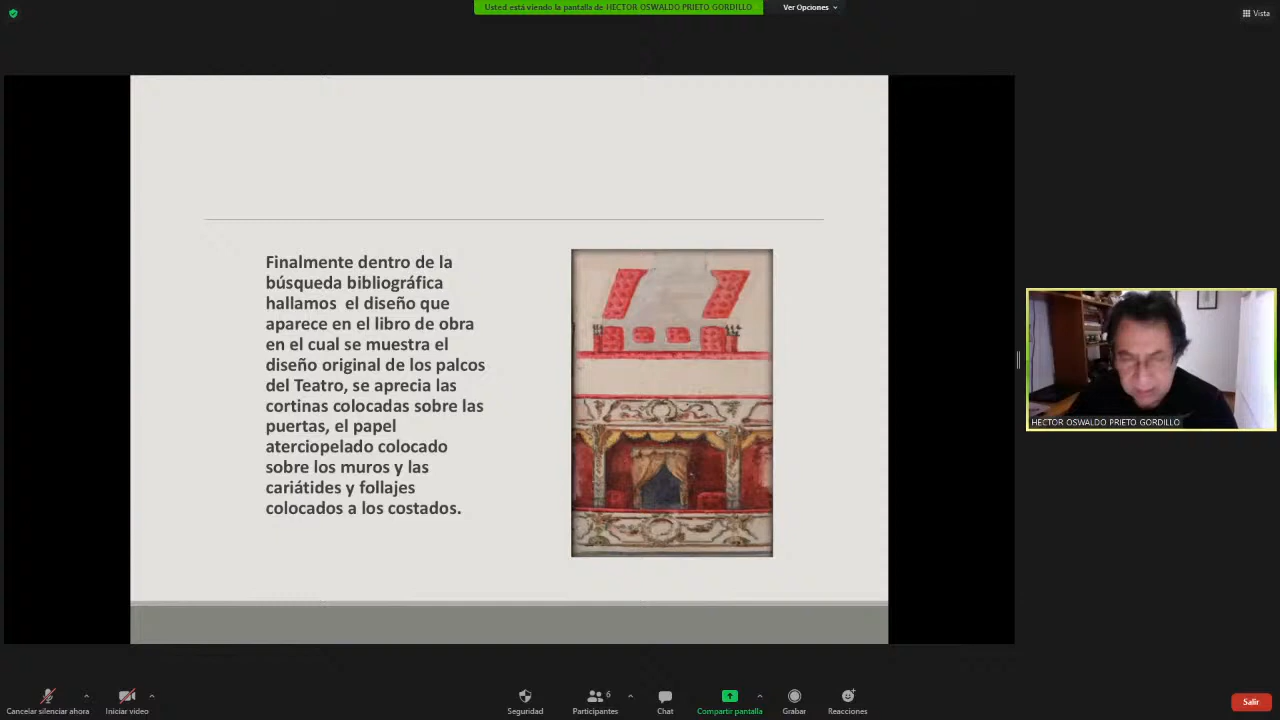 Usted está viendo la pantalla de HECTOR OSWALDO PRIETO GORDILLO
Ver Opciones
Vista
Finalmente dentro de la
búsqueda bibliográfica
hallamos el diseño que
aparece en el libro de obra
en el cual se muestra el
diseño original de los palcos
del Teatro, se aprecia las
cortinas colocadas sobre las
puertas, el papel
aterciopelado colocado
sobre los muros y las
cariátides y follajes
colocados a los costados.
HECTOR OSWALDO PRIETO GORDILLO
Cancelar silenciar ahora
Iniciar video
Seguridad
Participantes
6
Chat
Compartir pantalla
Grabar
Reacciones
Salir